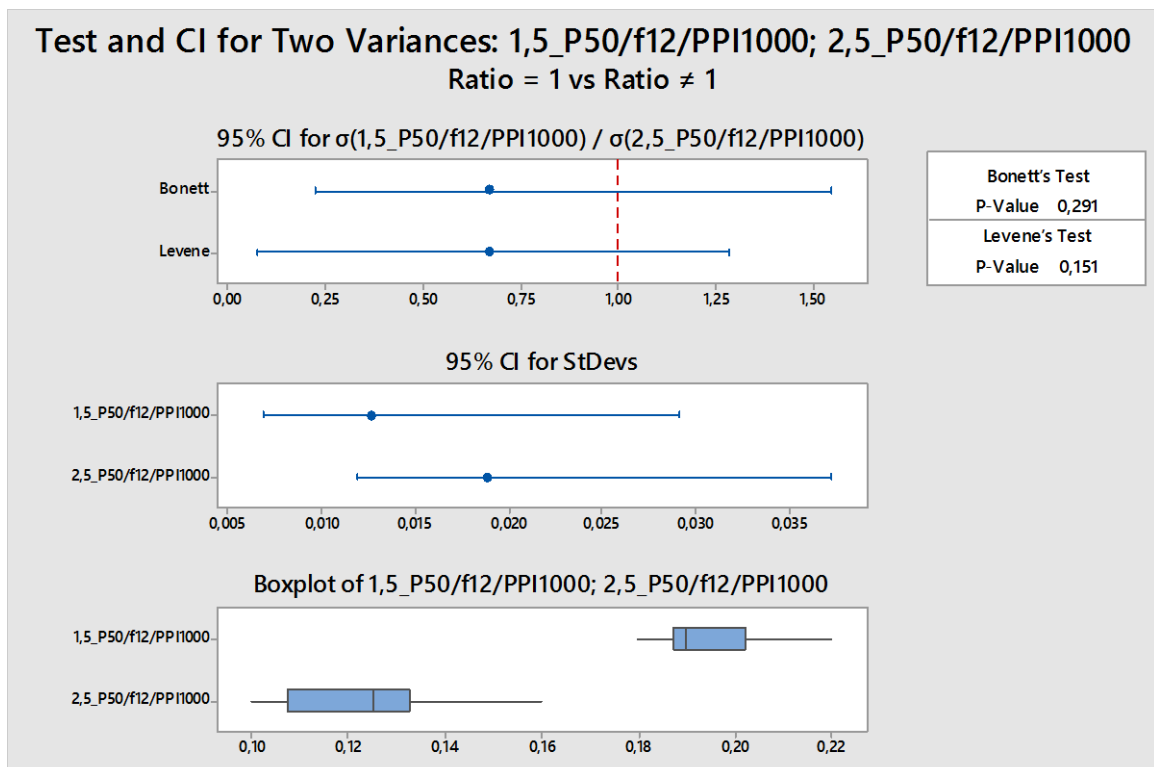 Test and CI for Two Variances: 1,5_P50/f12/PPI1000; 2,5_P50/f12/PPI1000
Ratio = 1 vs Ratio ≠ 1
95% CI for σ(1,5_P50/f12/PPI1000) / σ(2,5_P50/f12/PPI1000)
Bonett
Levene
0,00 0,25 0,50 0,75 1,00 1,25 1,50
Bonett's Test
P-Value 0,291
Levene's Test
P-Value 0,151
95% CI for StDevs
1,5_P50/f12/PPI1000
2,5_P50/f12/PPI1000
0,005 0,010 0,015 0,020 0,025 0,030 0,035
Boxplot of 1,5_P50/f12/PPI1000; 2,5_P50/f12/PPI1000
1,5_P50/f12/PPI1000
2,5_P50/f12/PPI1000
0,10 0,12 0,14 0,16 0,18 0,20 0,22